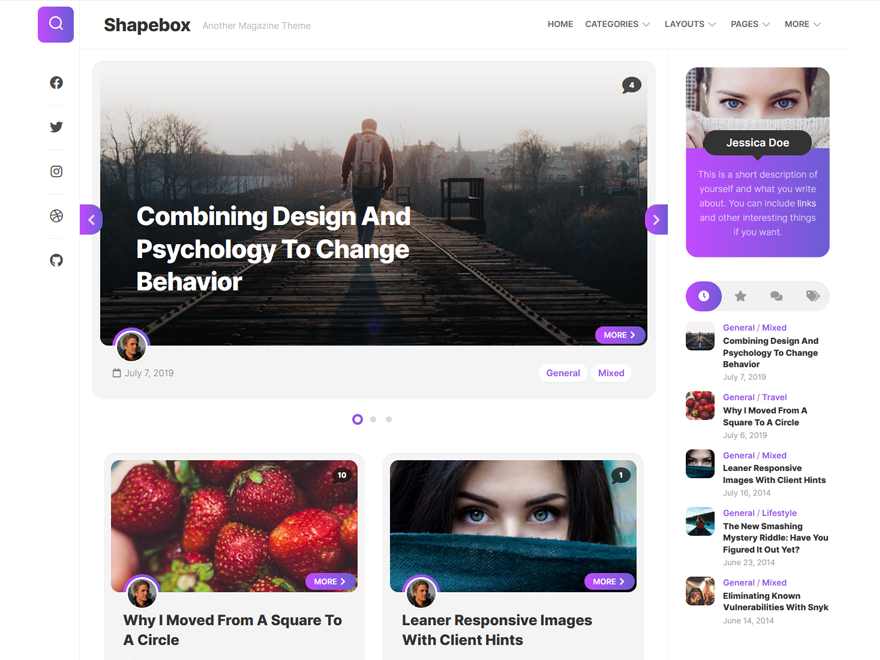 Shapebox
Another Magazine Theme
HOME
CATEGORIES
LAYOUTS
PAGES
MORE
4
Combining Design And
Psychology To Change
Behavior
MORE
July 7, 2019
General
Mixed
10
MORE
Why I Moved From A Square To
A Circle
1
MORE
Leaner Responsive Images
With Client Hints
Jessica Doe
This is a short description of
yourself and what you write
about. You can include links
and other interesting things
if you want.
General / Mixed
Combining Design And
Psychology To Change
Behavior
July 7, 2019
General / Travel
Why I Moved From A
Square To A Circle
July 6, 2019
General / Mixed
Leaner Responsive
Images With Client Hints
July 16, 2014
General / Lifestyle
The New Smashing
Mystery Riddle: Have You
Figured It Out Yet?
June 23, 2014
General / Mixed
Eliminating Known
Vulnerabilities With Snyk
June 14, 2014